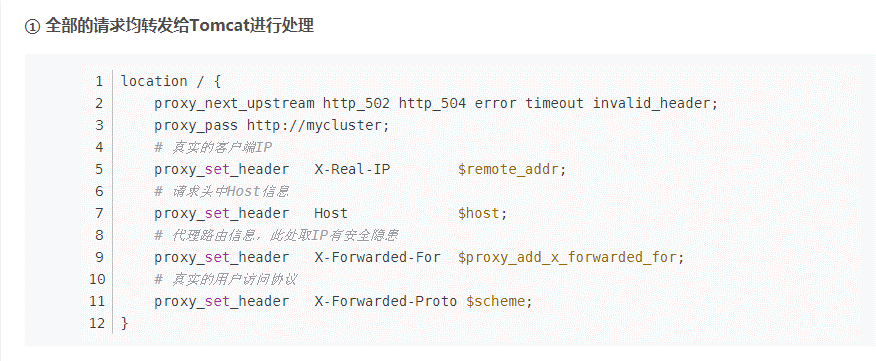 ① 全部的请求均转发给Tomcat进行处理
1 location / {
2     proxy_next_upstream http_502 http_504 error timeout invalid_header;
3     proxy_pass http://mycluster;
4     # 真实的客户端IP
5     proxy_set_header   X-Real-IP        $remote_addr;
6     # 请求头中Host信息
7     proxy_set_header   Host             $host;
8     # 代理路由信息，此处取IP有安全隐患
9     proxy_set_header   X-Forwarded-For  $proxy_add_x_forwarded_for;
10     # 真实的用户访问协议
11     proxy_set_header   X-Forwarded-Proto $scheme;
12 }